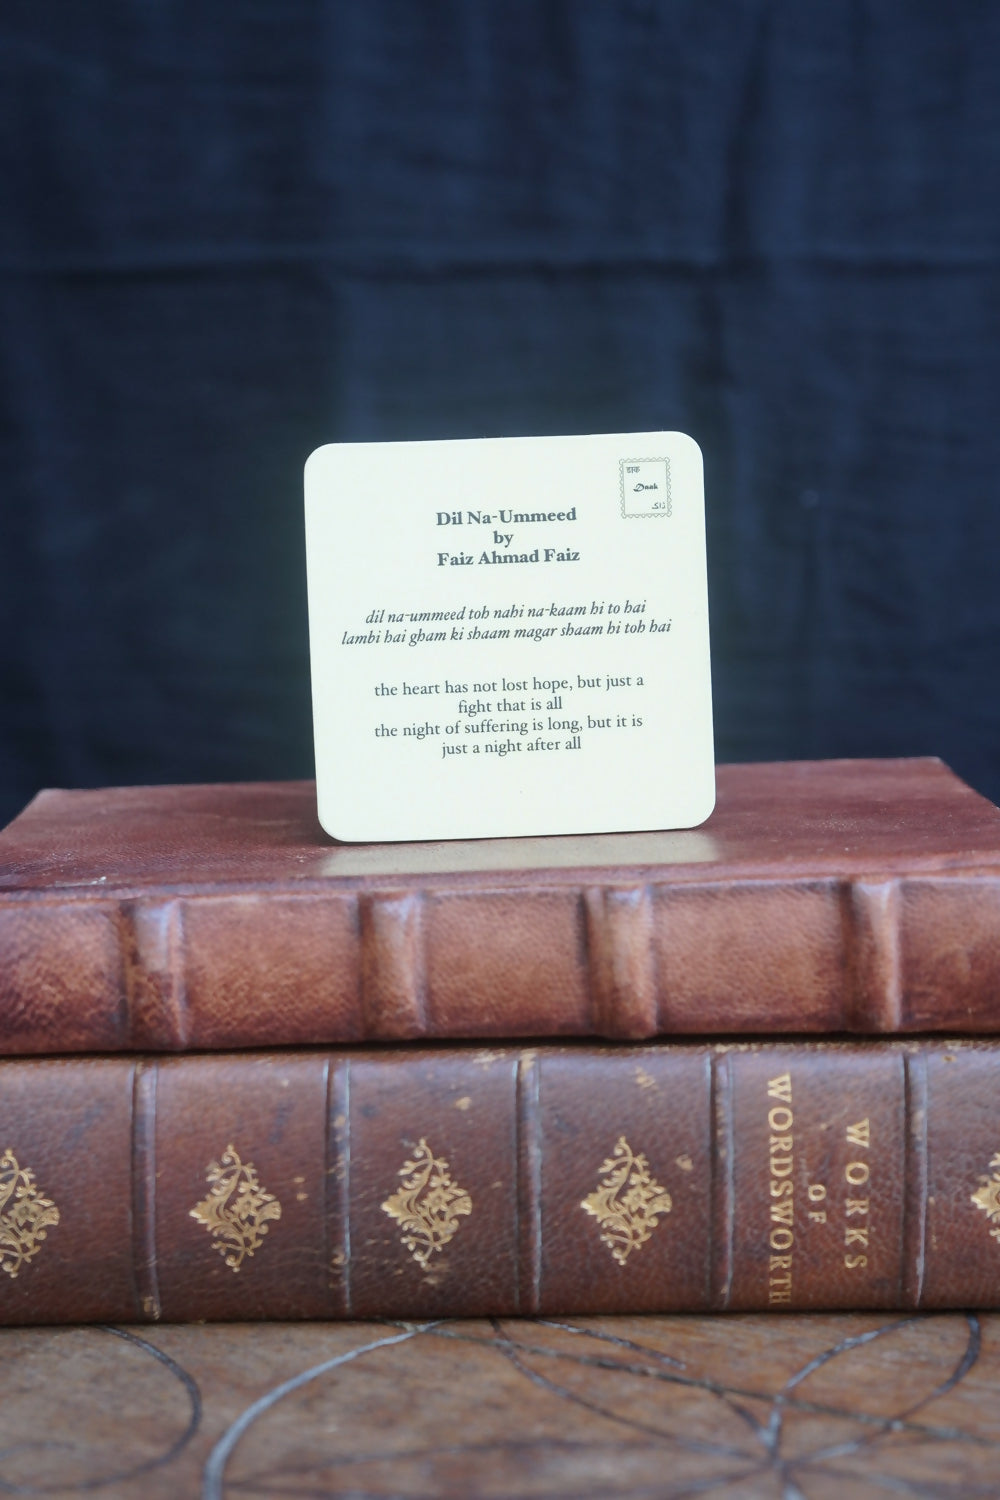 डाक
Daak
ڈاک
Dil Na-Ummeed
by
Faiz Ahmad Faiz
dil na-ummeed toh nahi na-kaam hi to hai
lambi hai gham ki shaam magar shaam hi toh hai
the heart has not lost hope, but just a
fight that is all
the night of suffering is long, but it is
just a night after all
WORKS
OF
WORDSWORTH